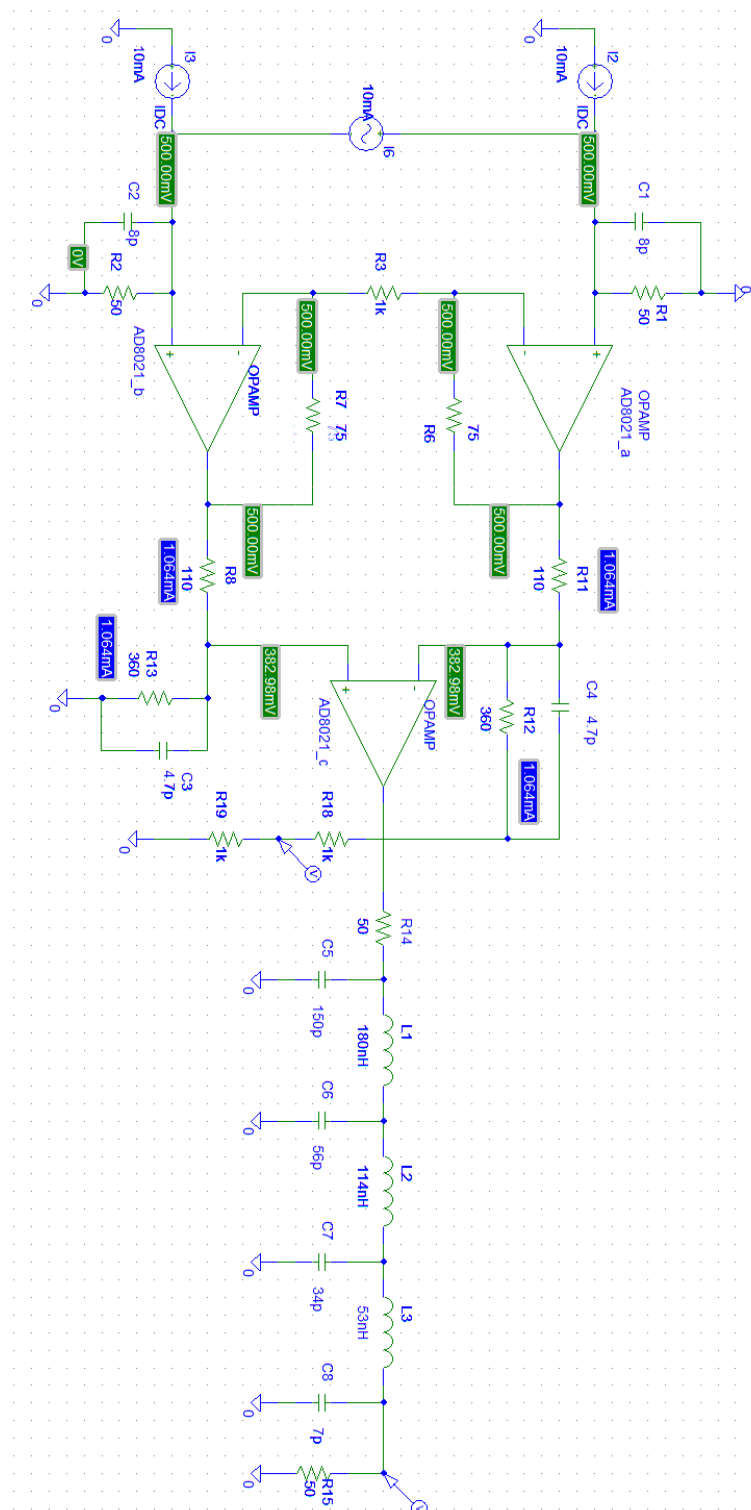 0
10mA
I3
IDC
0
10mA
I2
IDC
10mA
I6
500.00mV
500.00mV
C2
8p
0V
0
R2
50
C1
8p
0
R1
50
R3
1k
AD8021_b
+
-
OPAMP
500.00mV
500.00mV
-
+
OPAMP
AD8021_a
R7
75
R6
75
500.00mV
500.00mV
1.064mA
R8
110
1.064mA
R11
110
1.064mA
R13
360
0
382.98mV
382.98mV
C3
4.7p
+
-
AD8021_c
OPAMP
R12
360
C4
4.7p
1.064mA
0
R19
1k
R18
1k
V
R14
50
C5
150p
0
L1
180nH
C6
56p
0
L2
114nH
C7
34p
0
L3
53nH
C8
7p
0
R15
50
0
V